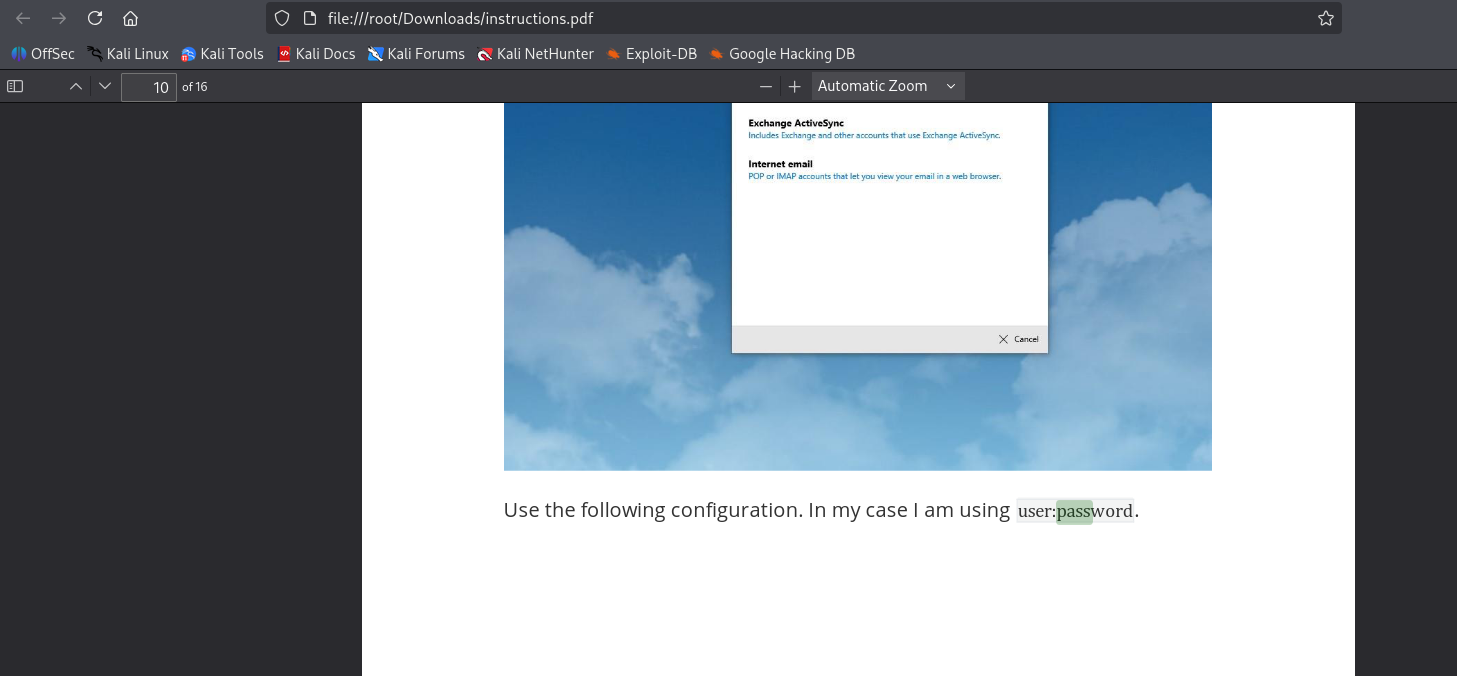 file:///root/Downloads/instructions.pdf
OffSec Kali Linux Kali Tools Kali Docs Kali Forums Kali NetHunter Exploit-DB Google Hacking DB
10 of 16 Automatic Zoom
Exchange ActiveSync
Includes Exchange and other accounts that use Exchange ActiveSync.
Internet email
POP or IMAP accounts that let you view your email in a web browser.
Cancel
Use the following configuration. In my case I am using user:password.